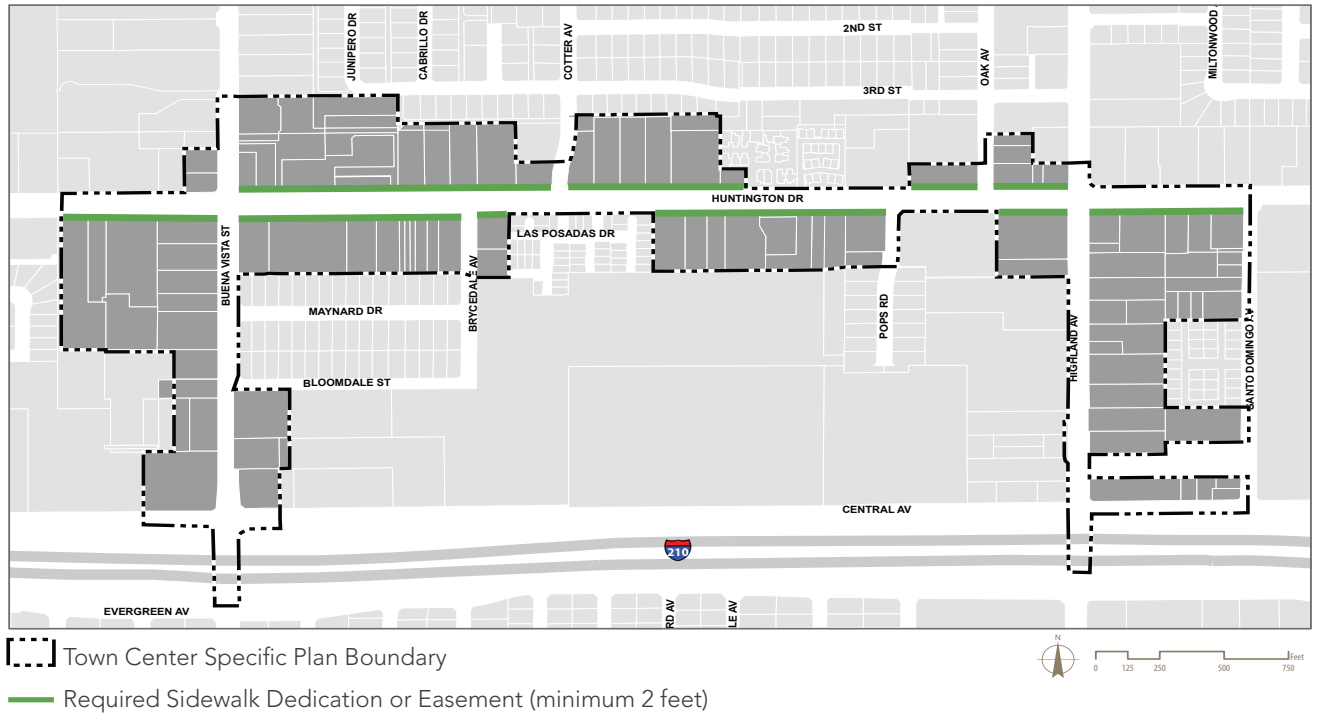 JUNIPERO DR
CABRILLO DR
COTTER AV
2ND ST
OAK AV
MILTONWOOD
3RD ST
HUNTINGTON DR
LAS POSADAS DR
BUENA VISTA ST
BRYCEDALE AV
MAYNARD DR
POPS RD
HIGHLAND AV
SANTO DOMINGO AV
BLOOMDALE ST
CENTRAL AV
210
EVERGREEN AV
RD AV
LE AV
Town Center Specific Plan Boundary
N
0 125 250 500 750
Feet
Required Sidewalk Dedication or Easement (minimum 2 feet)